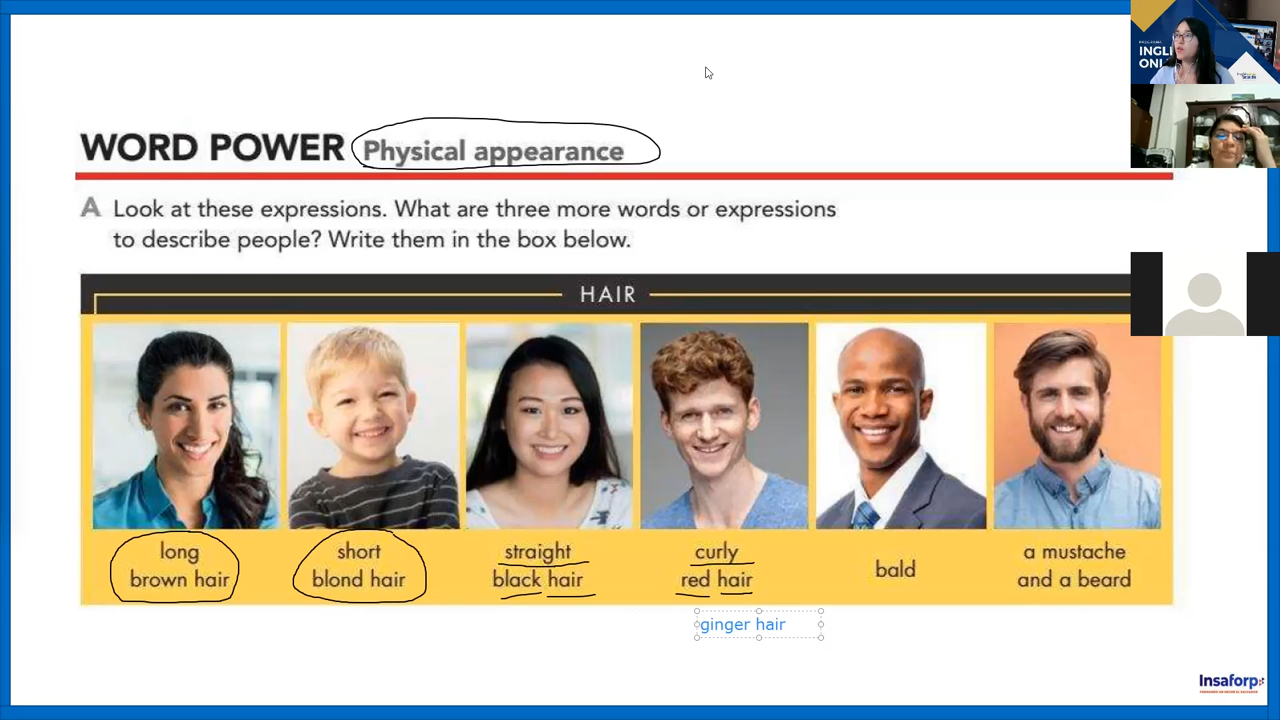 INGL
ONL
WORD POWER Physical appearance
A Look at these expressions. What are three more words or expressions
to describe people? Write them in the box below.
HAIR
long
brown hair
short
blond hair
straight
black hair
curly
red hair
bald
a mustache
and a beard
ginger hair
Insaforp